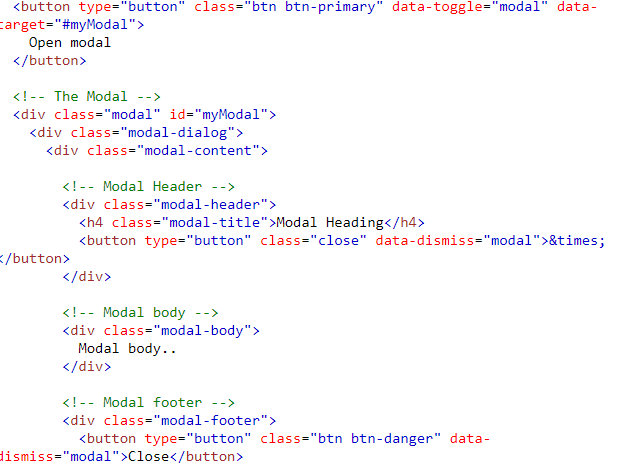 <button type="button" class="btn btn-primary" data-toggle="modal" data-
target="#myModal">
Open modal
</button>
<!-- The Modal -->
<div class="modal" id="myModal">
<div class="modal-dialog">
<div class="modal-content">
<!-- Modal Header -->
<div class="modal-header">
<h4 class="modal-title">Modal Heading</h4>
<button type="button" class="close" data-dismiss="modal">&times;
</button>
</div>
<!-- Modal body -->
<div class="modal-body">
Modal body..
</div>
<!-- Modal footer -->
<div class="modal-footer">
<button type="button" class="btn btn-danger" data-
dismiss="modal">Close</button>